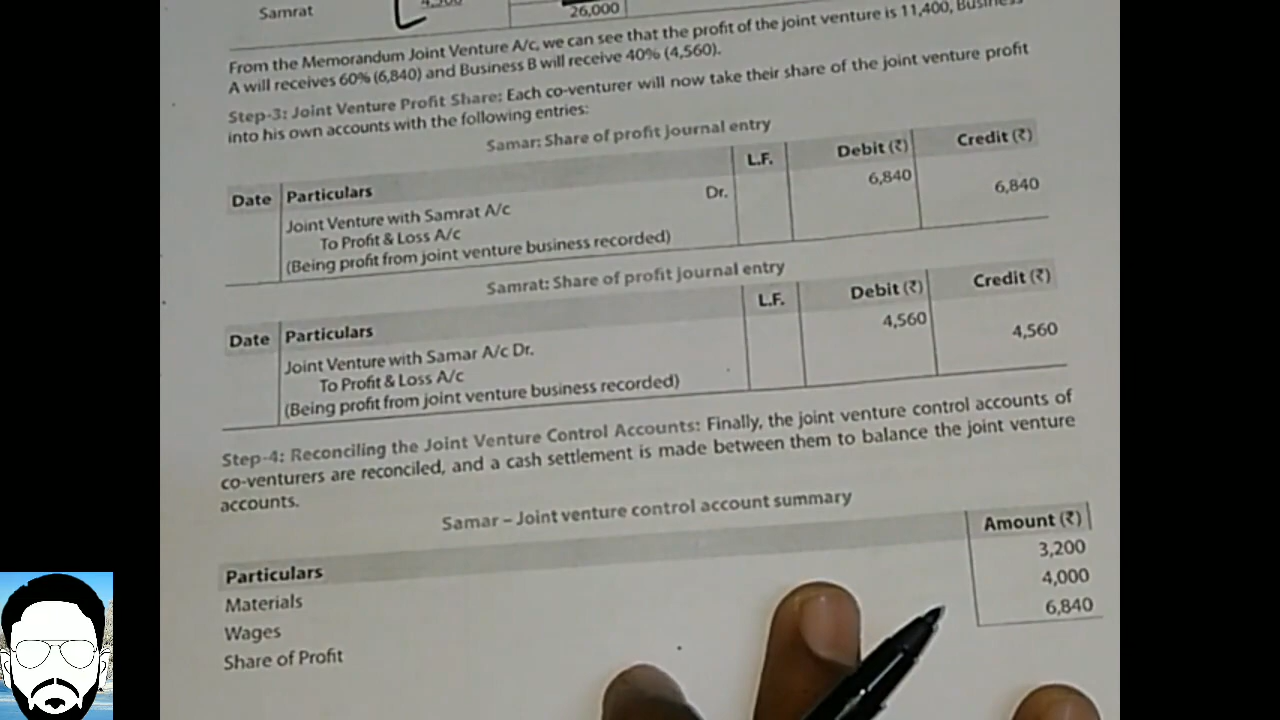 Samrat 26,000
From the Memorandum Joint Venture A/c, we can see that the profit of the joint venture is 11,400, Business
A will receives 60% (6,840) and Business B will receive 40% (4,560).
Step-3: Joint Venture Profit Share: Each co-venturer will now take their share of the joint venture profit
into his own accounts with the following entries:
Samar: Share of profit journal entry
Date Particulars L.F. Debit (₹) Credit (₹)
Joint Venture with Samrat A/c Dr. 6,840
To Profit & Loss A/c 6,840
(Being profit from joint venture business recorded)
Samrat: Share of profit journal entry
Date Particulars L.F. Debit (₹) Credit (₹)
Joint Venture with Samar A/c Dr. 4,560
To Profit & Loss A/c 4,560
(Being profit from joint venture business recorded)
Step-4: Reconciling the Joint Venture Control Accounts: Finally, the joint venture control accounts of
co-venturers are reconciled, and a cash settlement is made between them to balance the joint venture
accounts.
Samar – Joint venture control account summary
Particulars Amount (₹)
Materials 3,200
Wages 4,000
Share of Profit 6,840